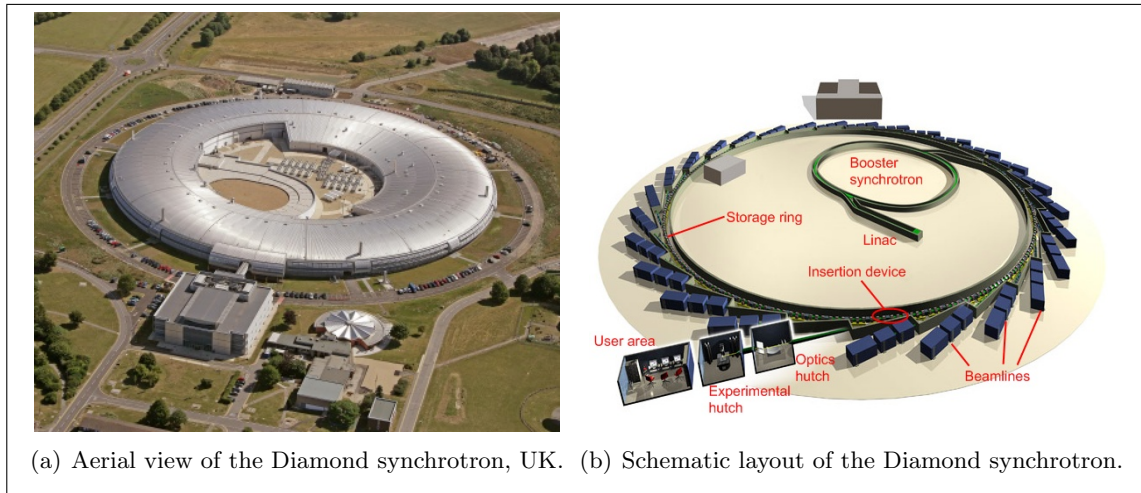 Booster
synchrotron
Storage ring
Linac
Insertion device
User area
Optics
hutch
Experimental
hutch
Beamlines
(a) Aerial view of the Diamond synchrotron, UK.
(b) Schematic layout of the Diamond synchrotron.